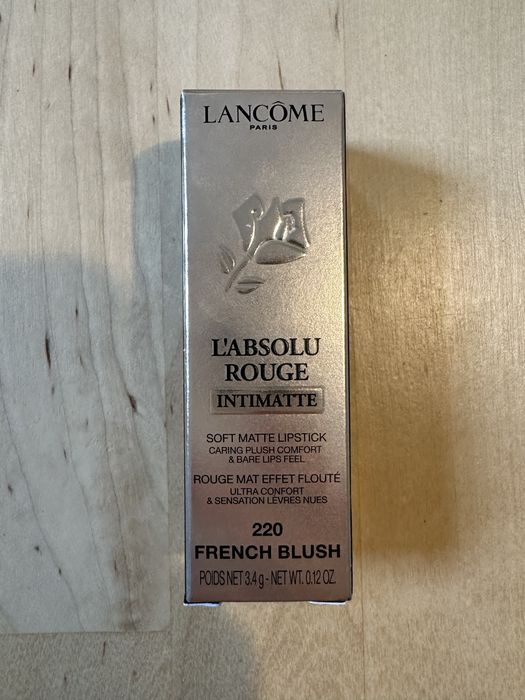 LANCÔME
PARIS
L'ABSOLU
ROUGE
INTIMATTE
SOFT MATTE LIPSTICK
CARING PLUSH COMFORT
& BARE LIPS FEEL
ROUGE MAT EFFET FLOUTÉ
ULTRA CONFORT
& SENSATION LÈVRES NUES
220
FRENCH BLUSH
POIDS NET 3.4 g - NET WT. 0.12 OZ.